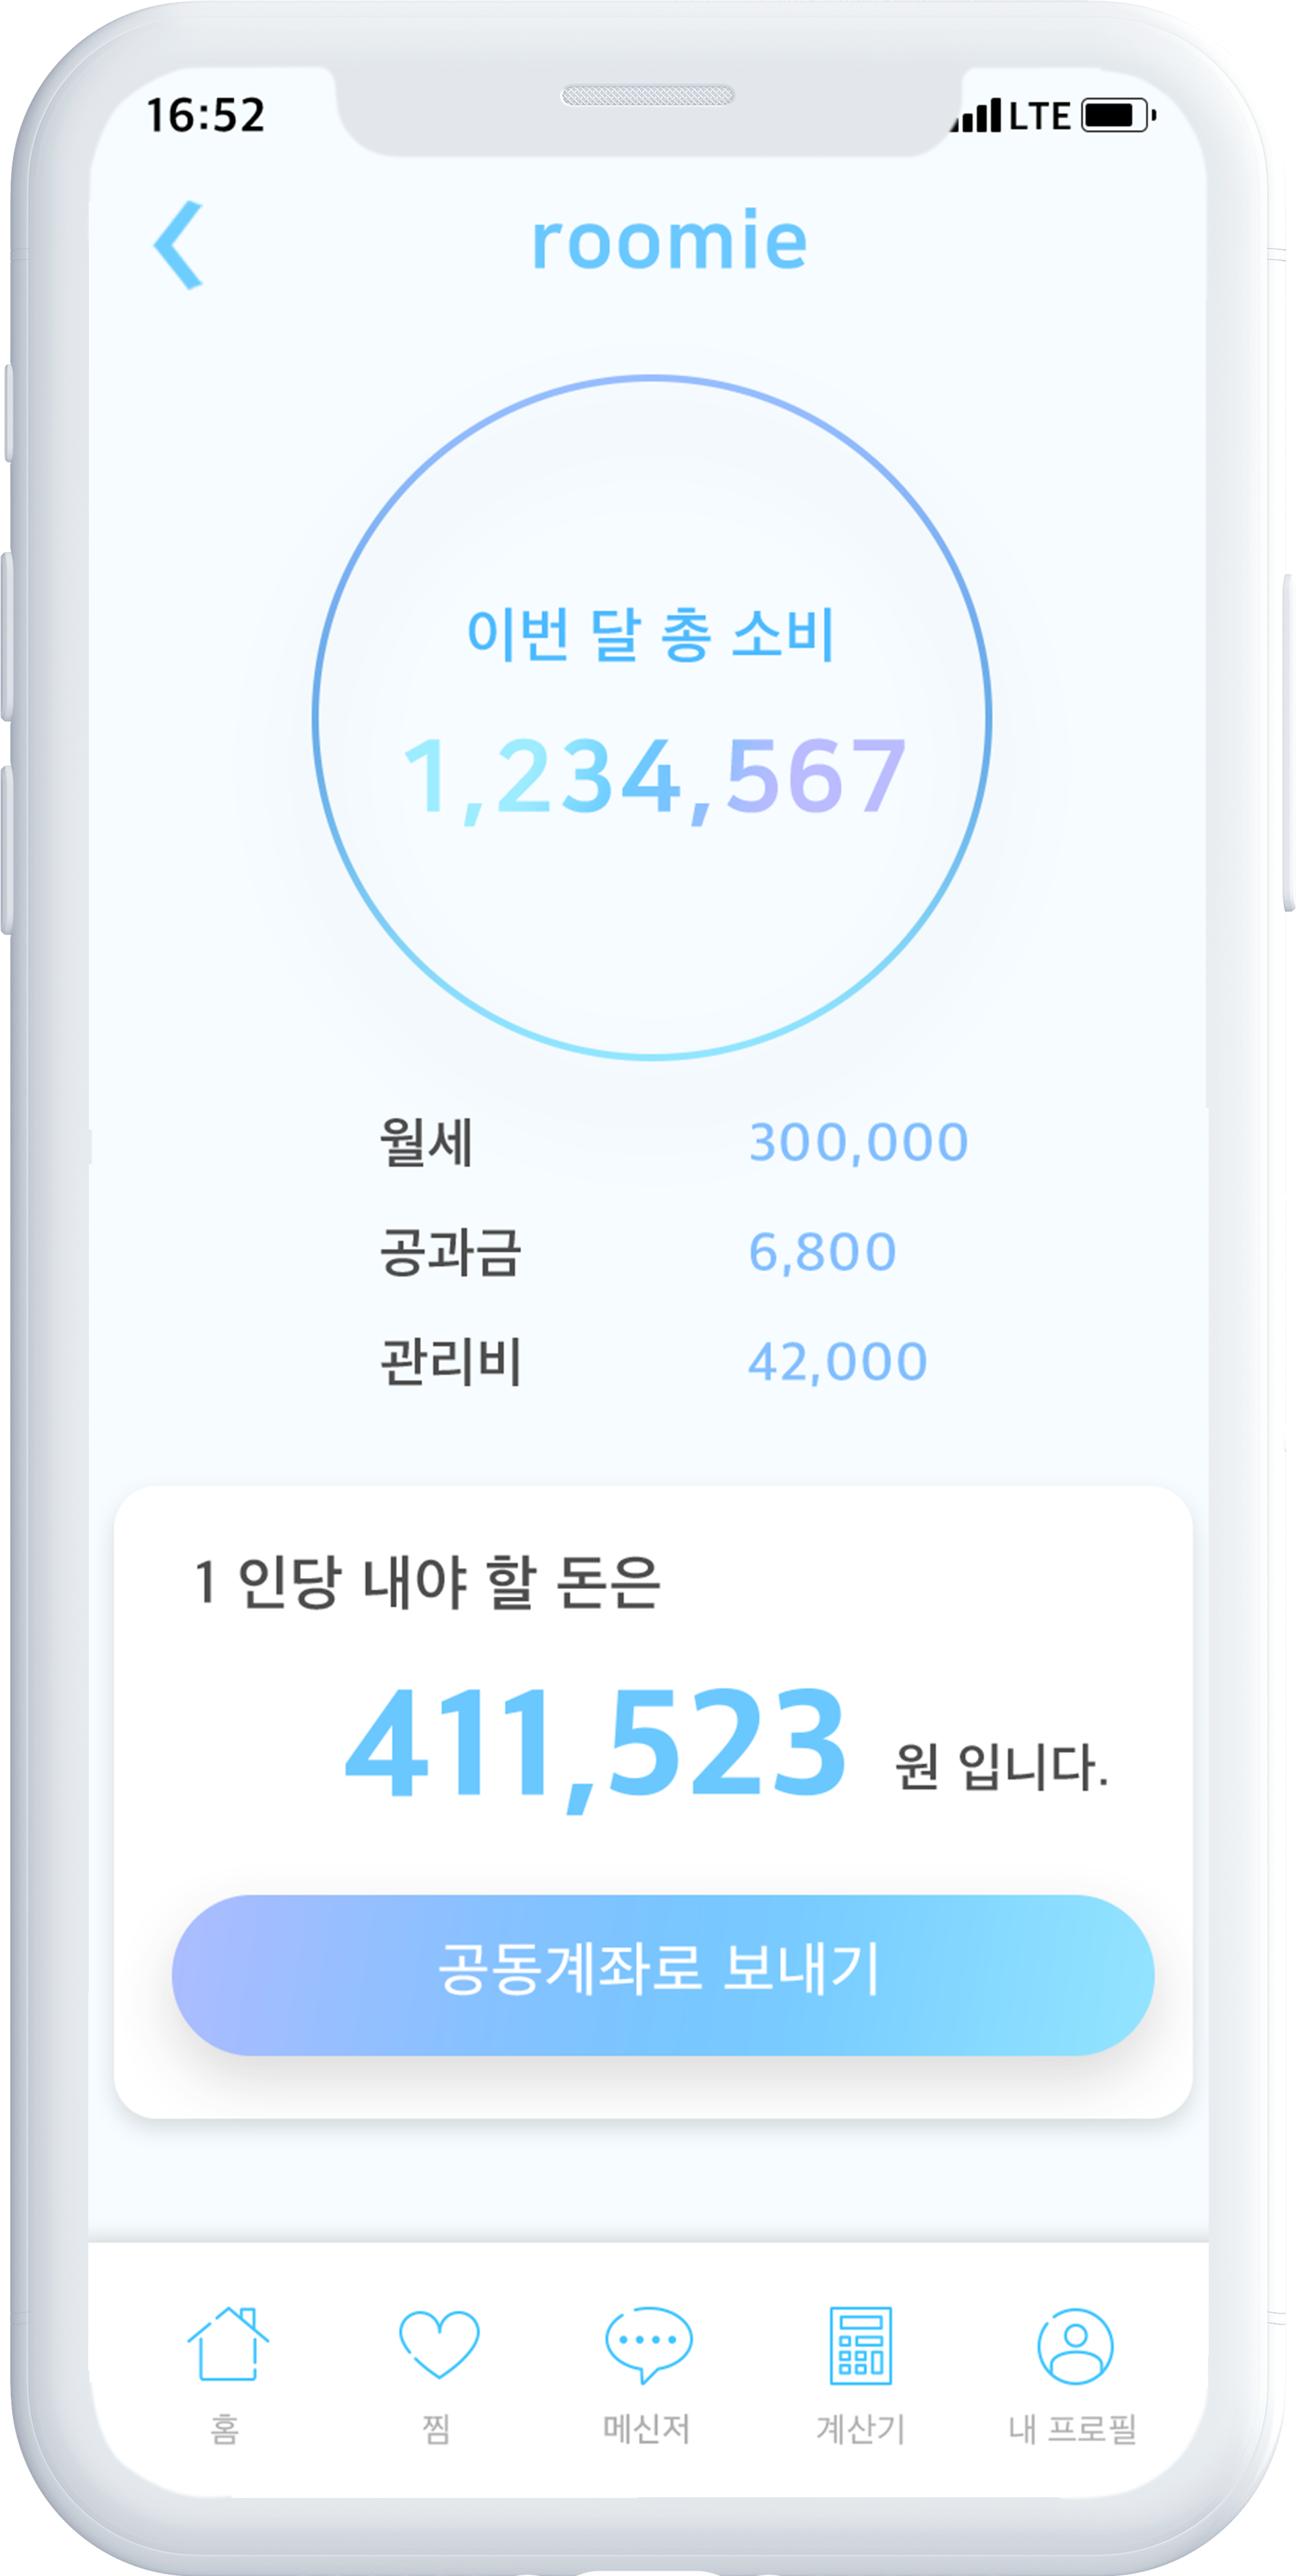 16:52 LTE
roomie
이번 달 총 소비
1,234,567
월세 300,000
공과금 6,800
관리비 42,000
1 인당 내야 할 돈은
411,523 원 입니다.
공동계좌로 보내기
홈 찜 메신저 계산기 내 프로필